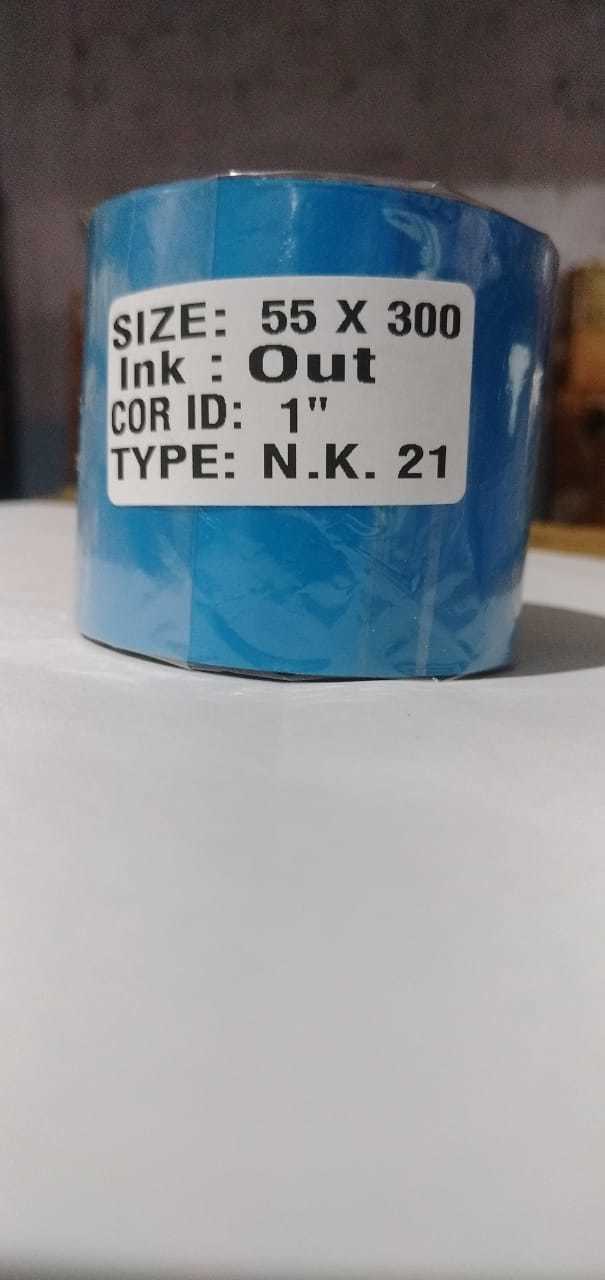 SIZE: 55 X 300
Ink : Out
COR ID: 1"
TYPE: N.K. 21